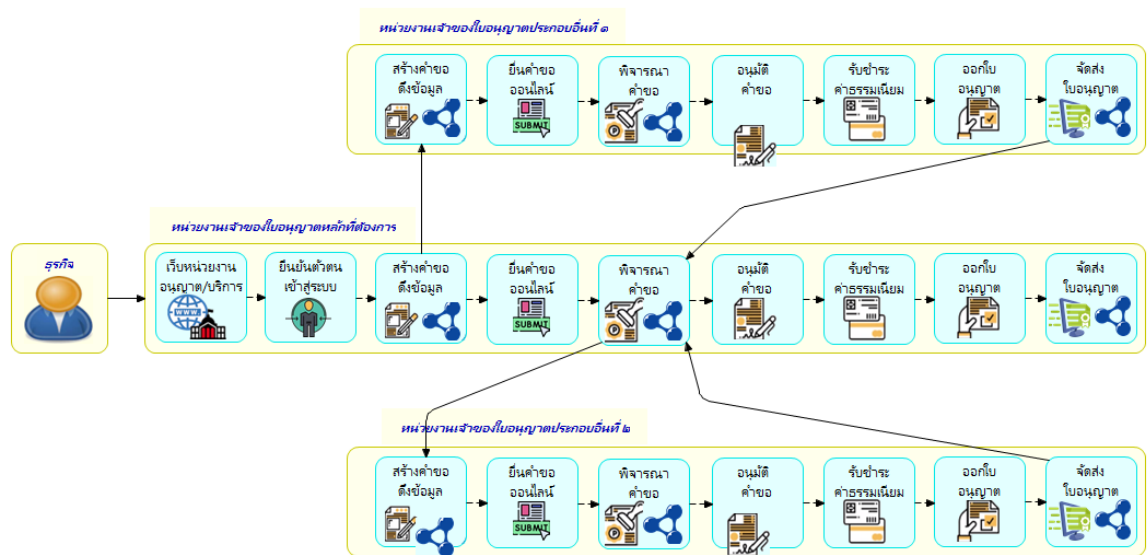 หน่วยงานเจ้าของใบอนุญาตประกอบอื่นที่ ๑
สร้างคำขอ
ดึงข้อมูล
ยื่นคำขอ
ออนไลน์
SUBMIT
พิจารณา
คำขอ
อนุมัติ
คำขอ
รับชำระ
ค่าธรรมเนียม
ออกใบ
อนุญาต
จัดส่ง
ใบอนุญาต
หน่วยงานเจ้าของใบอนุญาตหลักที่ต้องการ
ธุรกิจ
เว็บหน่วยงาน
อนุญาต/บริการ
WWW.
ยืนยันตัวตน
เข้าสู่ระบบ
สร้างคำขอ
ดึงข้อมูล
ยื่นคำขอ
ออนไลน์
SUBMIT
พิจารณา
คำขอ
อนุมัติ
คำขอ
รับชำระ
ค่าธรรมเนียม
ออกใบ
อนุญาต
จัดส่ง
ใบอนุญาต
หน่วยงานเจ้าของใบอนุญาตประกอบอื่นที่ ๒
สร้างคำขอ
ดึงข้อมูล
ยื่นคำขอ
ออนไลน์
SUBMIT
พิจารณา
คำขอ
อนุมัติ
คำขอ
รับชำระ
ค่าธรรมเนียม
ออกใบ
อนุญาต
จัดส่ง
ใบอนุญาต